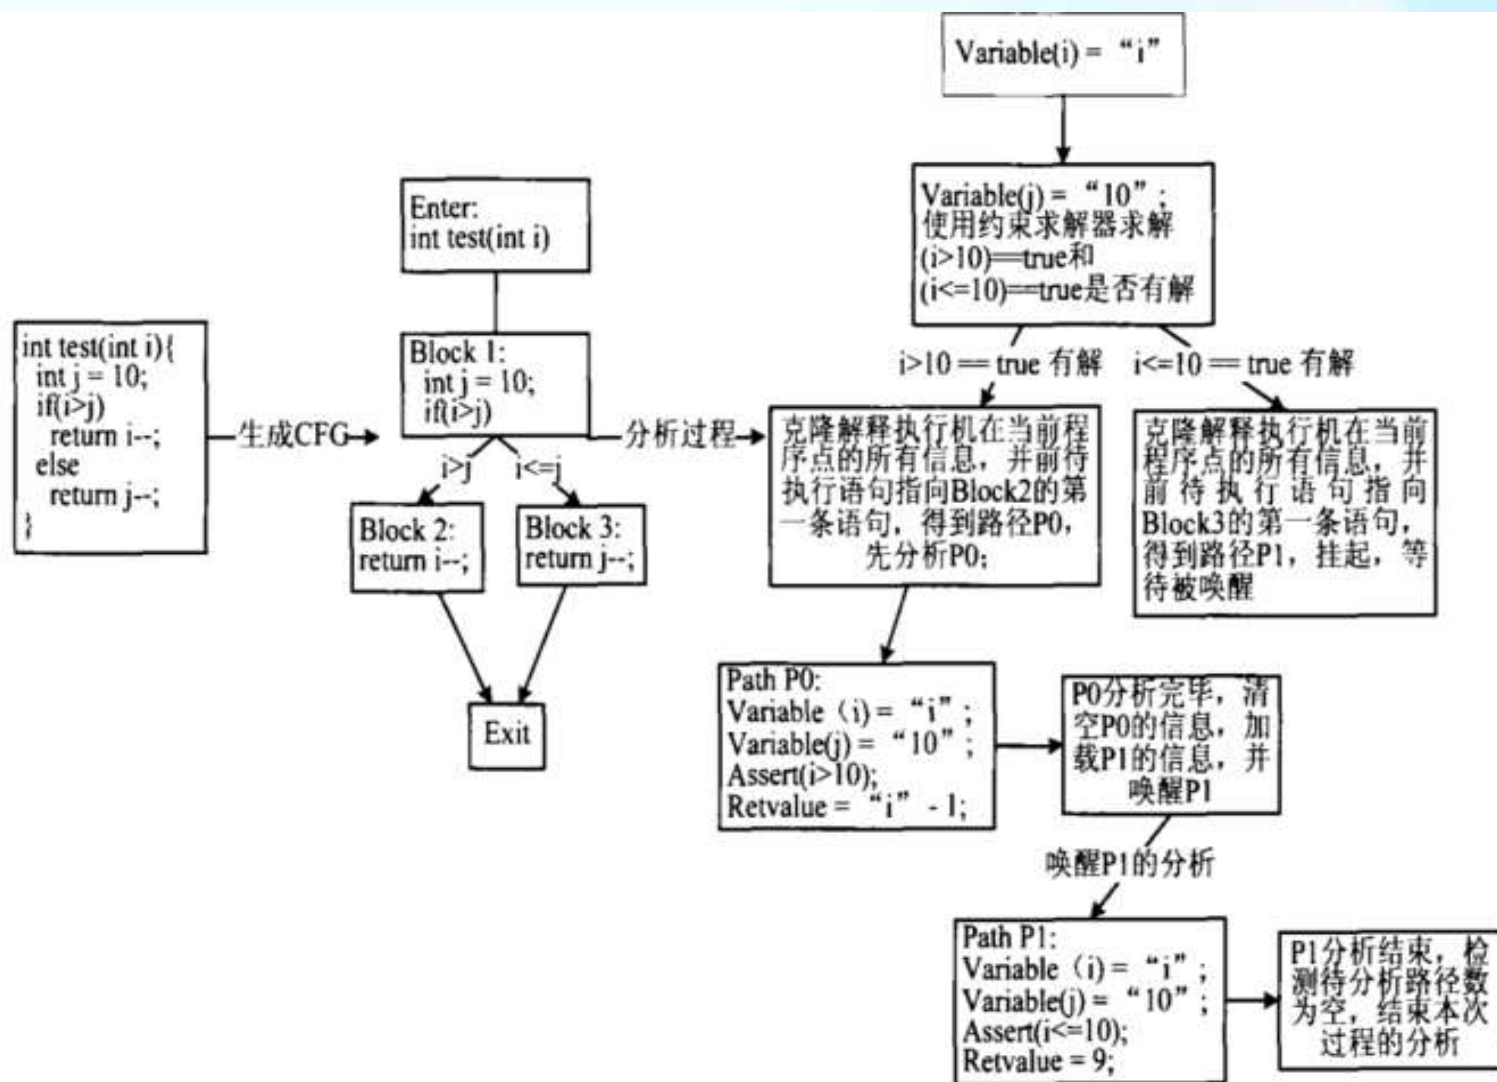 int test(int i){
int j = 10;
if(i>j)
return i--;
else
return j--;
}
生成CFG
Enter:
int test(int i)
Block 1:
int j = 10;
if(i>j)
i>j
i<=j
Block 2:
return i--;
Block 3:
return j--;
Exit
分析过程
Variable(i) = “i”
Variable(j) = “10”;
使用约束求解器求解
(i>10)==true和
(i<=10)==true是否有解
i>10 == true 有解
i<=10 == true 有解
克隆解释执行机在当前程
序点的所有信息，并前待
执行语句指向Block2的第
一条语句，得到路径P0，
先分析P0；
克隆解释执行机在当前
程序点的所有信息，并
前待执行语句指向
Block3的第一条语句，
得到路径P1，挂起，等
待被唤醒
Path P0:
Variable（i) = “i”;
Variable(j) = “10”;
Assert(i>10);
Retvalue = “i” - 1;
P0分析完毕，清
空P0的信息，加
载P1的信息，并
唤醒P1
唤醒P1的分析
Path P1:
Variable（i) = “i”;
Variable(j) = “10”;
Assert(i<=10);
Retvalue = 9;
P1分析结束，检
测待分析路径数
为空，结束本次
过程的分析